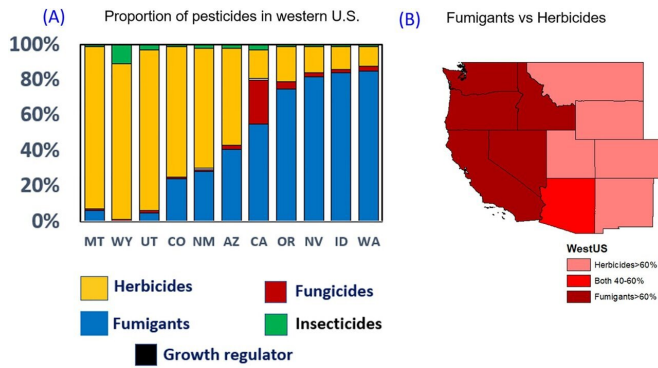 (A)
Proportion of pesticides in western U.S.
100%
80%
60%
40%
20%
0%
MT WY UT CO NM AZ CA OR NV ID WA
Herbicides
Fungicides
Fumigants
Insecticides
Growth regulator
(B)
Fumigants vs Herbicides
WestUS
Herbicides>60%
Both 40-60%
Fumigants>60%